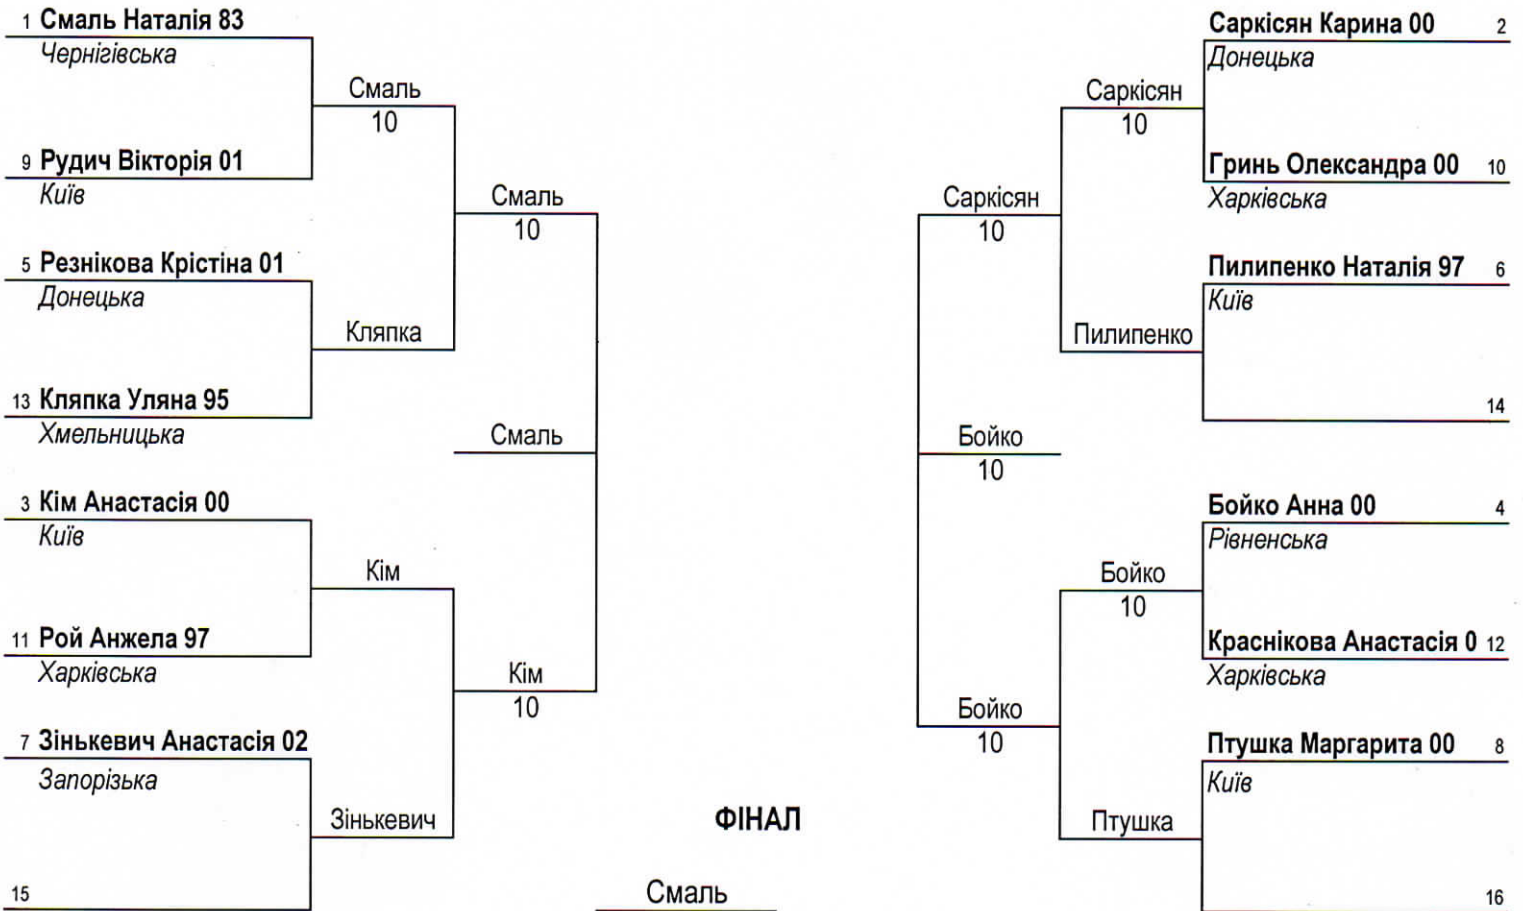 1 Смаль Наталія 83
Чернігівська
Смаль
10
9 Рудич Вікторія 01
Київ
Смаль
10
5 Резнікова Крістіна 01
Донецька
Кляпка
13 Кляпка Уляна 95
Хмельницька
Смаль
3 Кім Анастасія 00
Київ
Кім
11 Рой Анжела 97
Харківська
Кім
10
7 Зінькевич Анастасія 02
Запорізька
Зінькевич
15
ФІНАЛ
Смаль
Саркісян Карина 00 2
Донецька
Саркісян
10
Гринь Олександра 00 10
Харківська
Саркісян
10
Пилипенко Наталія 97 6
Київ
Пилипенко
14
Бойко
10
Бойко Анна 00 4
Рівненська
Бойко
10
Краснікова Анастасія 0 12
Харківська
Бойко
10
Птушка Маргарита 00 8
Київ
Птушка
16